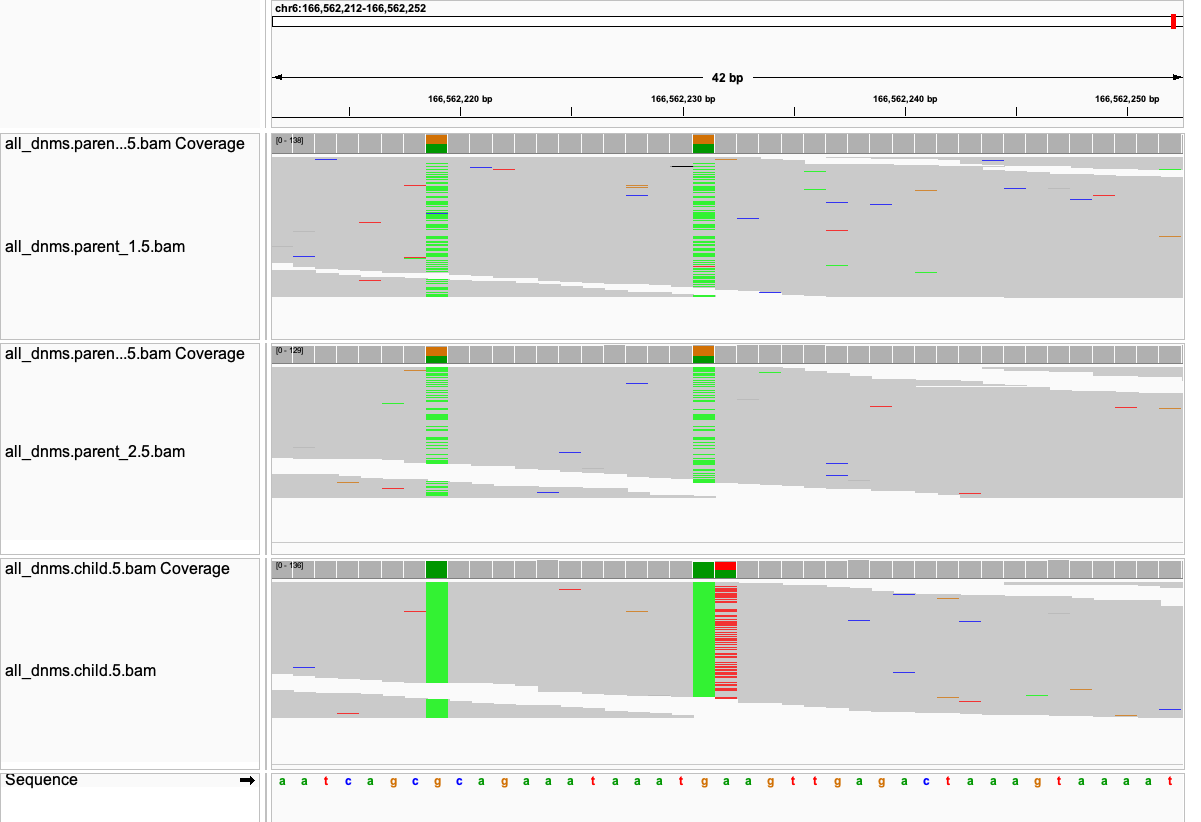 chr6:166,562,212-166,562,252
42 bp
166,562,220 bp 166,562,230 bp 166,562,240 bp 166,562,250 bp
all_dnms.paren...5.bam Coverage [0 - 138]
all_dnms.parent_1.5.bam
all_dnms.paren...5.bam Coverage [0 - 129]
all_dnms.parent_2.5.bam
all_dnms.child.5.bam Coverage [0 - 136]
all_dnms.child.5.bam
Sequence a a t c a g c g c a g a a a t a a a t g a a g t t g a g a c t a a a g t a a a a t